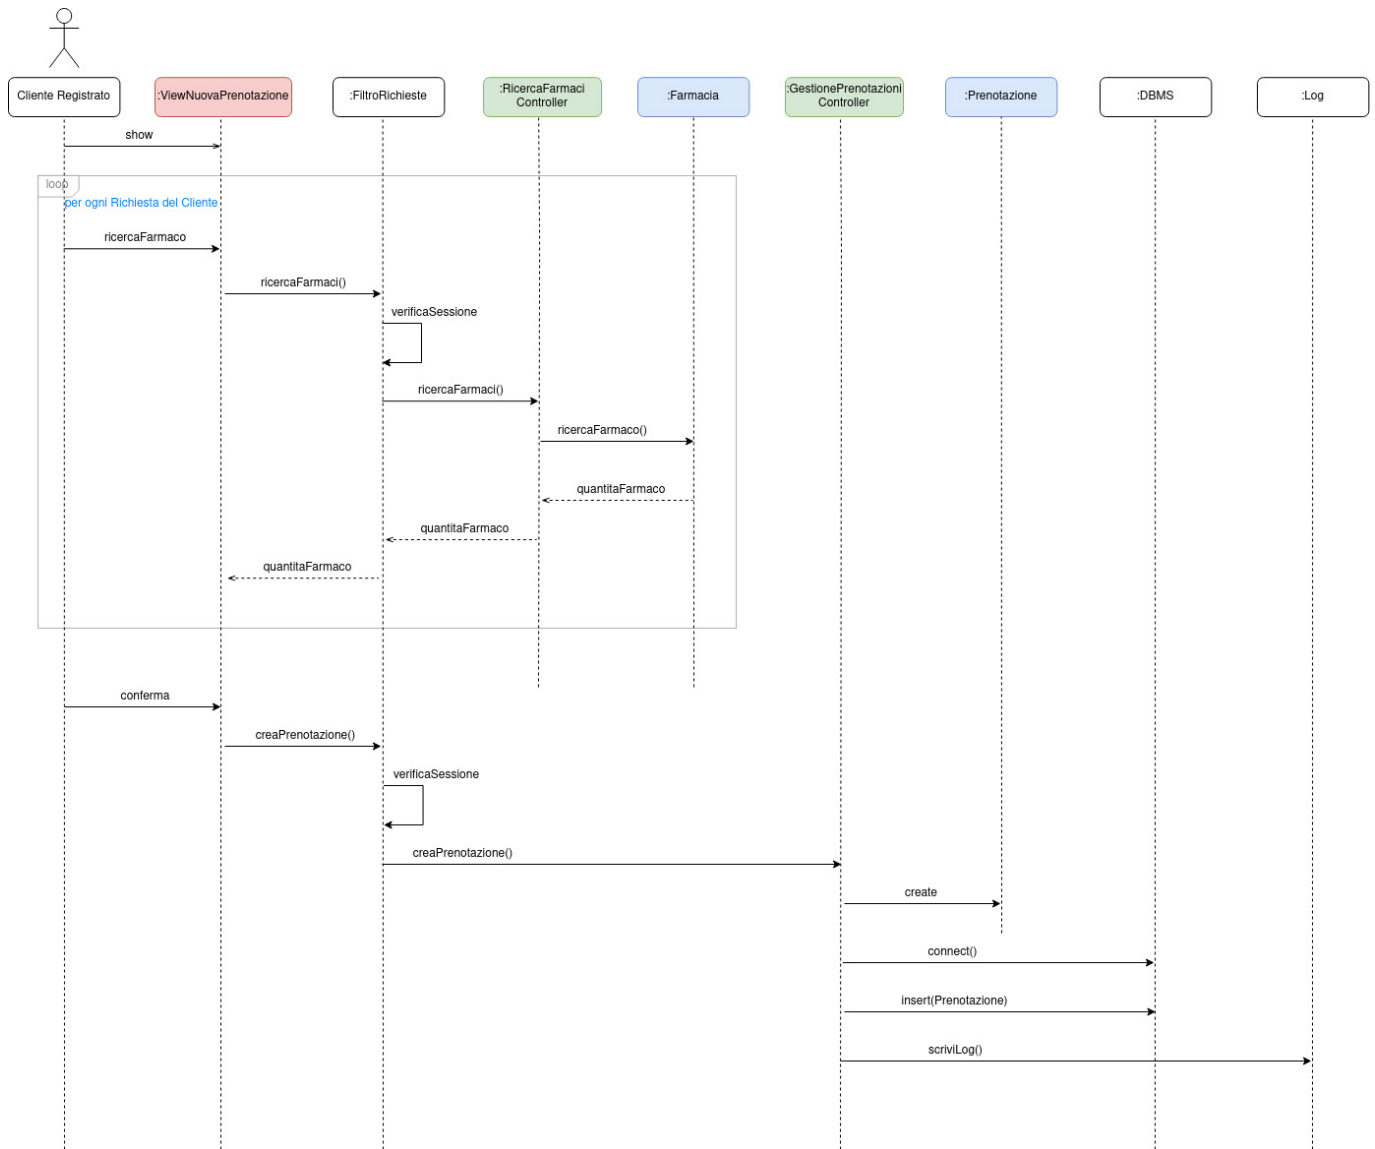 Cliente Registrato
:ViewNuovaPrenotazione
:FiltroRichieste
:RicercaFarmaci
Controller
:Farmacia
:GestionePrenotazioni
Controller
:Prenotazione
:DBMS
:Log
show
loop
per ogni Richiesta del Cliente
ricercaFarmaco
ricercaFarmaci()
verificaSessione
ricercaFarmaci()
ricercaFarmaco()
quantitaFarmaco
quantitaFarmaco
quantitaFarmaco
conferma
creaPrenotazione()
verificaSessione
creaPrenotazione()
create
connect()
insert(Prenotazione)
scriviLog()